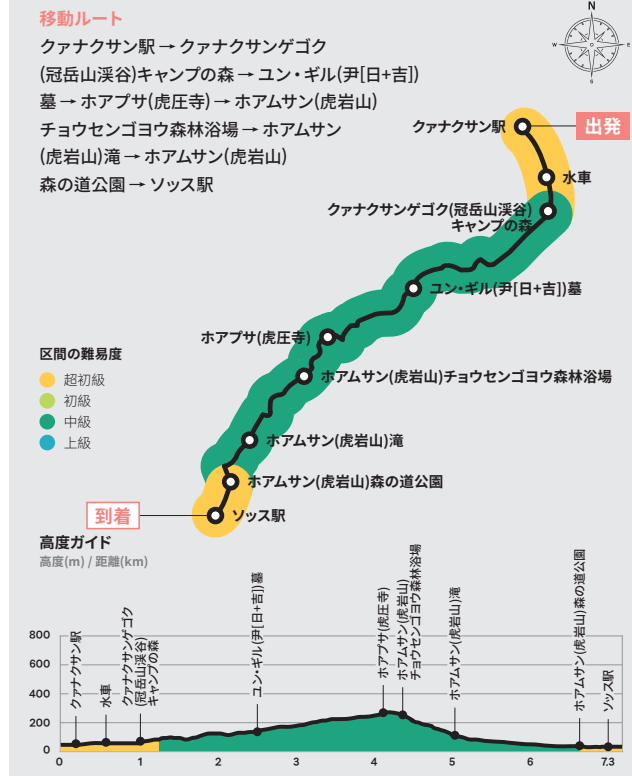 移動ルート
クァナクサン駅 → クァナクサンゲゴク
(冠岳山渓谷)キャンプの森 → ユン・ギル(尹[日+吉])
墓 → ホアプサ(虎圧寺) → ホアムサン(虎岩山)
チョウセンゴヨウ森林浴場 → ホアムサン
(虎岩山)滝 → ホアムサン(虎岩山)
森の道公園 → ソッス駅
N
W
E
S
クァナクサン駅
出発
水車
クァナクサンゲゴク(冠岳山渓谷)
キャンプの森
ユン・ギル(尹[日+吉])墓
ホアプサ(虎圧寺)
ホアムサン(虎岩山)チョウセンゴヨウ森林浴場
ホアムサン(虎岩山)滝
ホアムサン(虎岩山)森の道公園
到着
ソッス駅
区間の難易度
超初級
初級
中級
上級
高度ガイド
高度(m) / 距離(km)
800
600
400
200
0
クァナクサン駅
水車
クァナクサンゲゴク
(冠岳山渓谷)
キャンプの森
ユン・ギル(尹[日+吉])墓
ホアプサ(虎圧寺)
ホアムサン(虎岩山)
チョウセンゴヨウ森林浴場
ホアムサン(虎岩山)滝
ホアムサン(虎岩山)森の道公園
ソッス駅
0 1 2 3 4 5 6 7.3